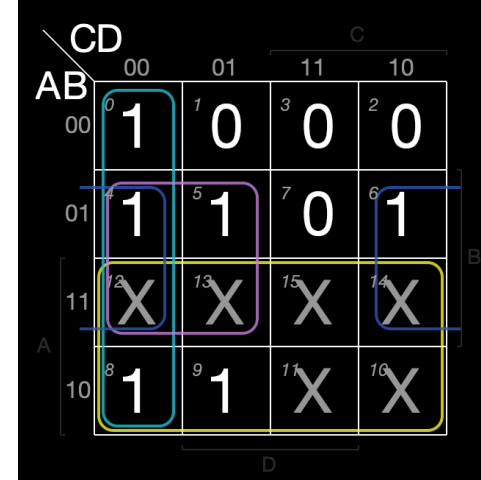 CD
C
AB
00 01 11 10
00 0 1 1 0 3 0 2 0
01 4 1 5 1 7 0 6 1
B
11 12 X 13 X 15 X 14 X
A
10 8 1 9 1 11 X 10 X
D